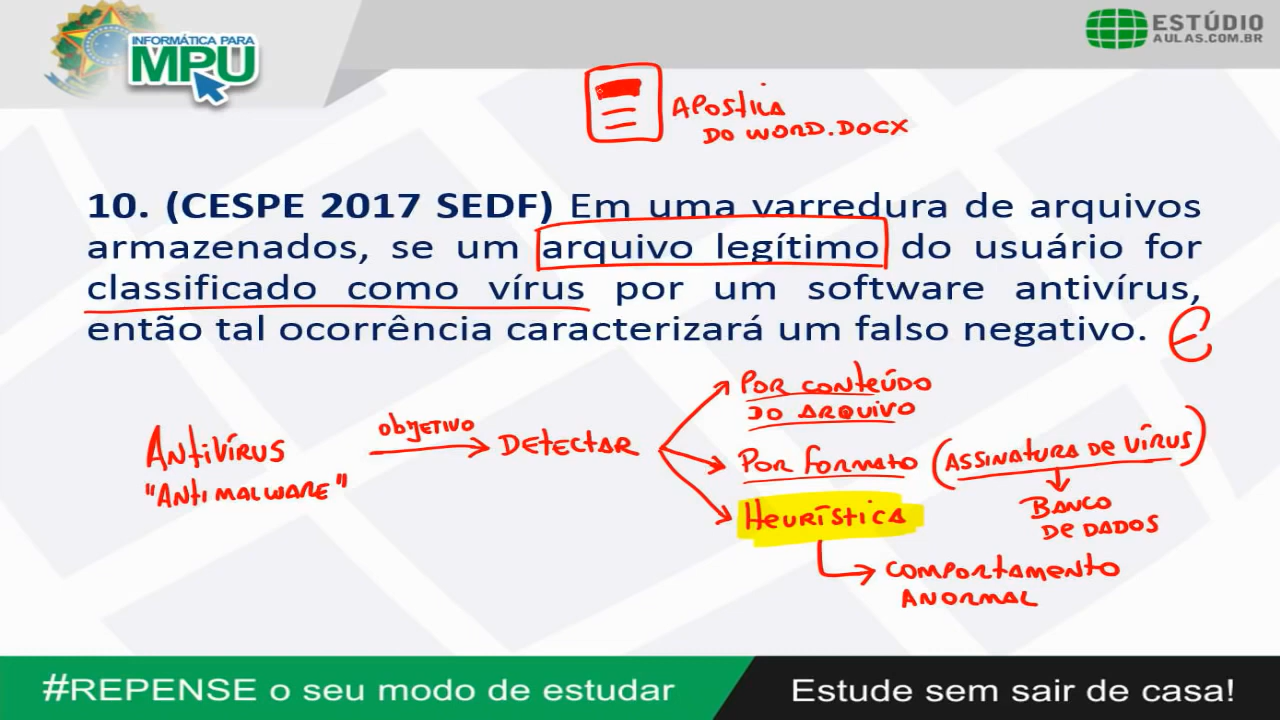 INFORMÁTICA PARA
MPU
ESTÚDIO
AULAS.COM.BR
APOSTILA
DO WORD.DOCX
10. (CESPE 2017 SEDF) Em uma varredura de arquivos
armazenados, se um arquivo legítimo do usuário for
classificado como vírus por um software antivírus,
então tal ocorrência caracterizará um falso negativo. E
POR CONTEÚDO
DO ARQUIVO
ANTIVÍRUS
"ANTIMALWARE"
OBJETIVO
DETECTAR
POR FORMATO (ASSINATURA DE VÍRUS)
BANCO
DE DADOS
HEURÍSTICA
COMPORTAMENTO
ANORMAL
#REPENSE o seu modo de estudar
Estude sem sair de casa!